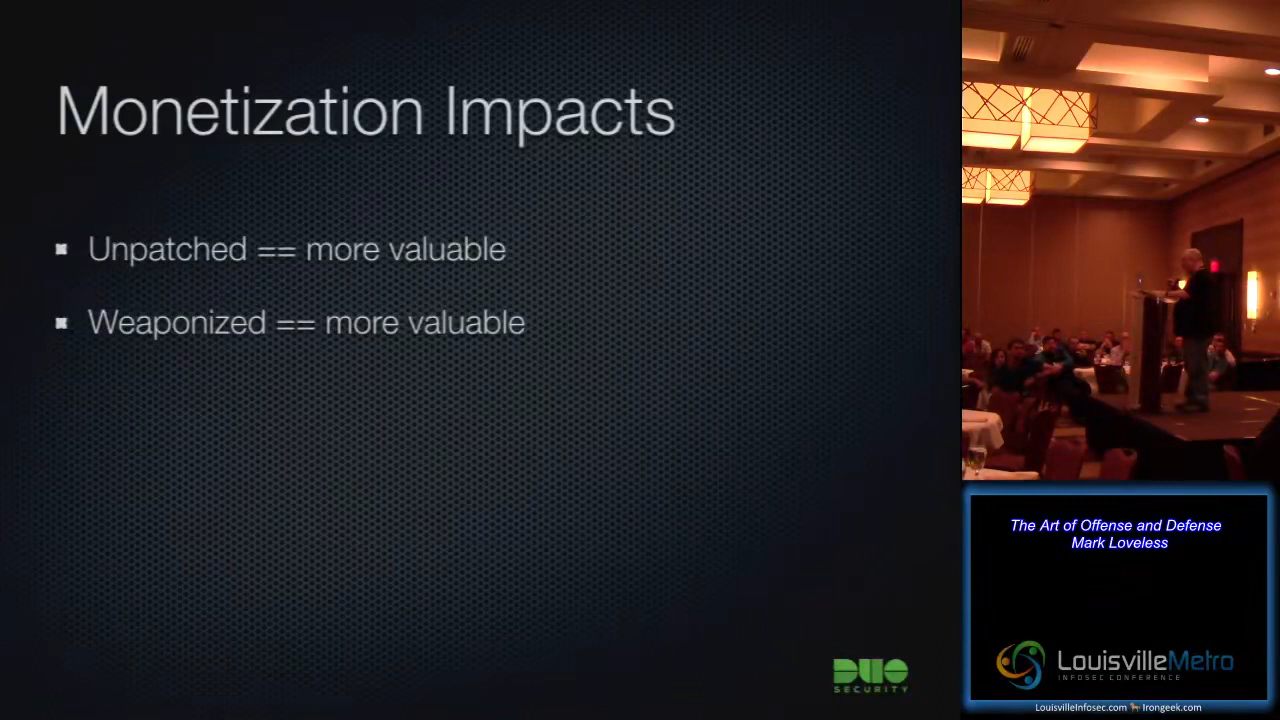 Monetization Impacts
Unpatched == more valuable
Weaponized == more valuable
DUO
SECURITY
The Art of Offense and Defense
Mark Loveless
LouisvilleMetro
INFOSEC CONFERENCE
LouisvilleInfosec.com Irongeek.com